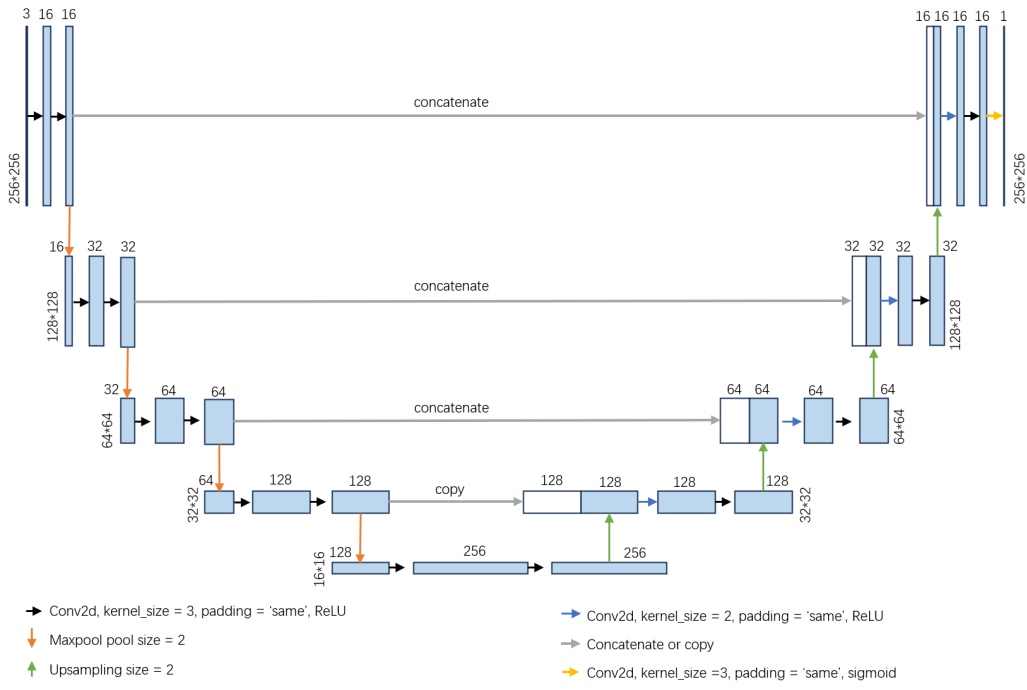 3 16 16
16 16 16 16 1
concatenate
256*256
256*256
16 32 32
32 32 32 32
concatenate
128*128
128*128
32 64 64
64 64 64 64
concatenate
64*64
64*64
64 128 128
copy
128 128 128 128
32*32
32*32
128 256 256
16*16
Conv2d, kernel_size = 3, padding = ‘same’, ReLU
Maxpool pool size = 2
Upsampling size = 2
Conv2d, kernel_size = 2, padding = ‘same’, ReLU
Concatenate or copy
Conv2d, kernel_size =3, padding = ‘same’, sigmoid